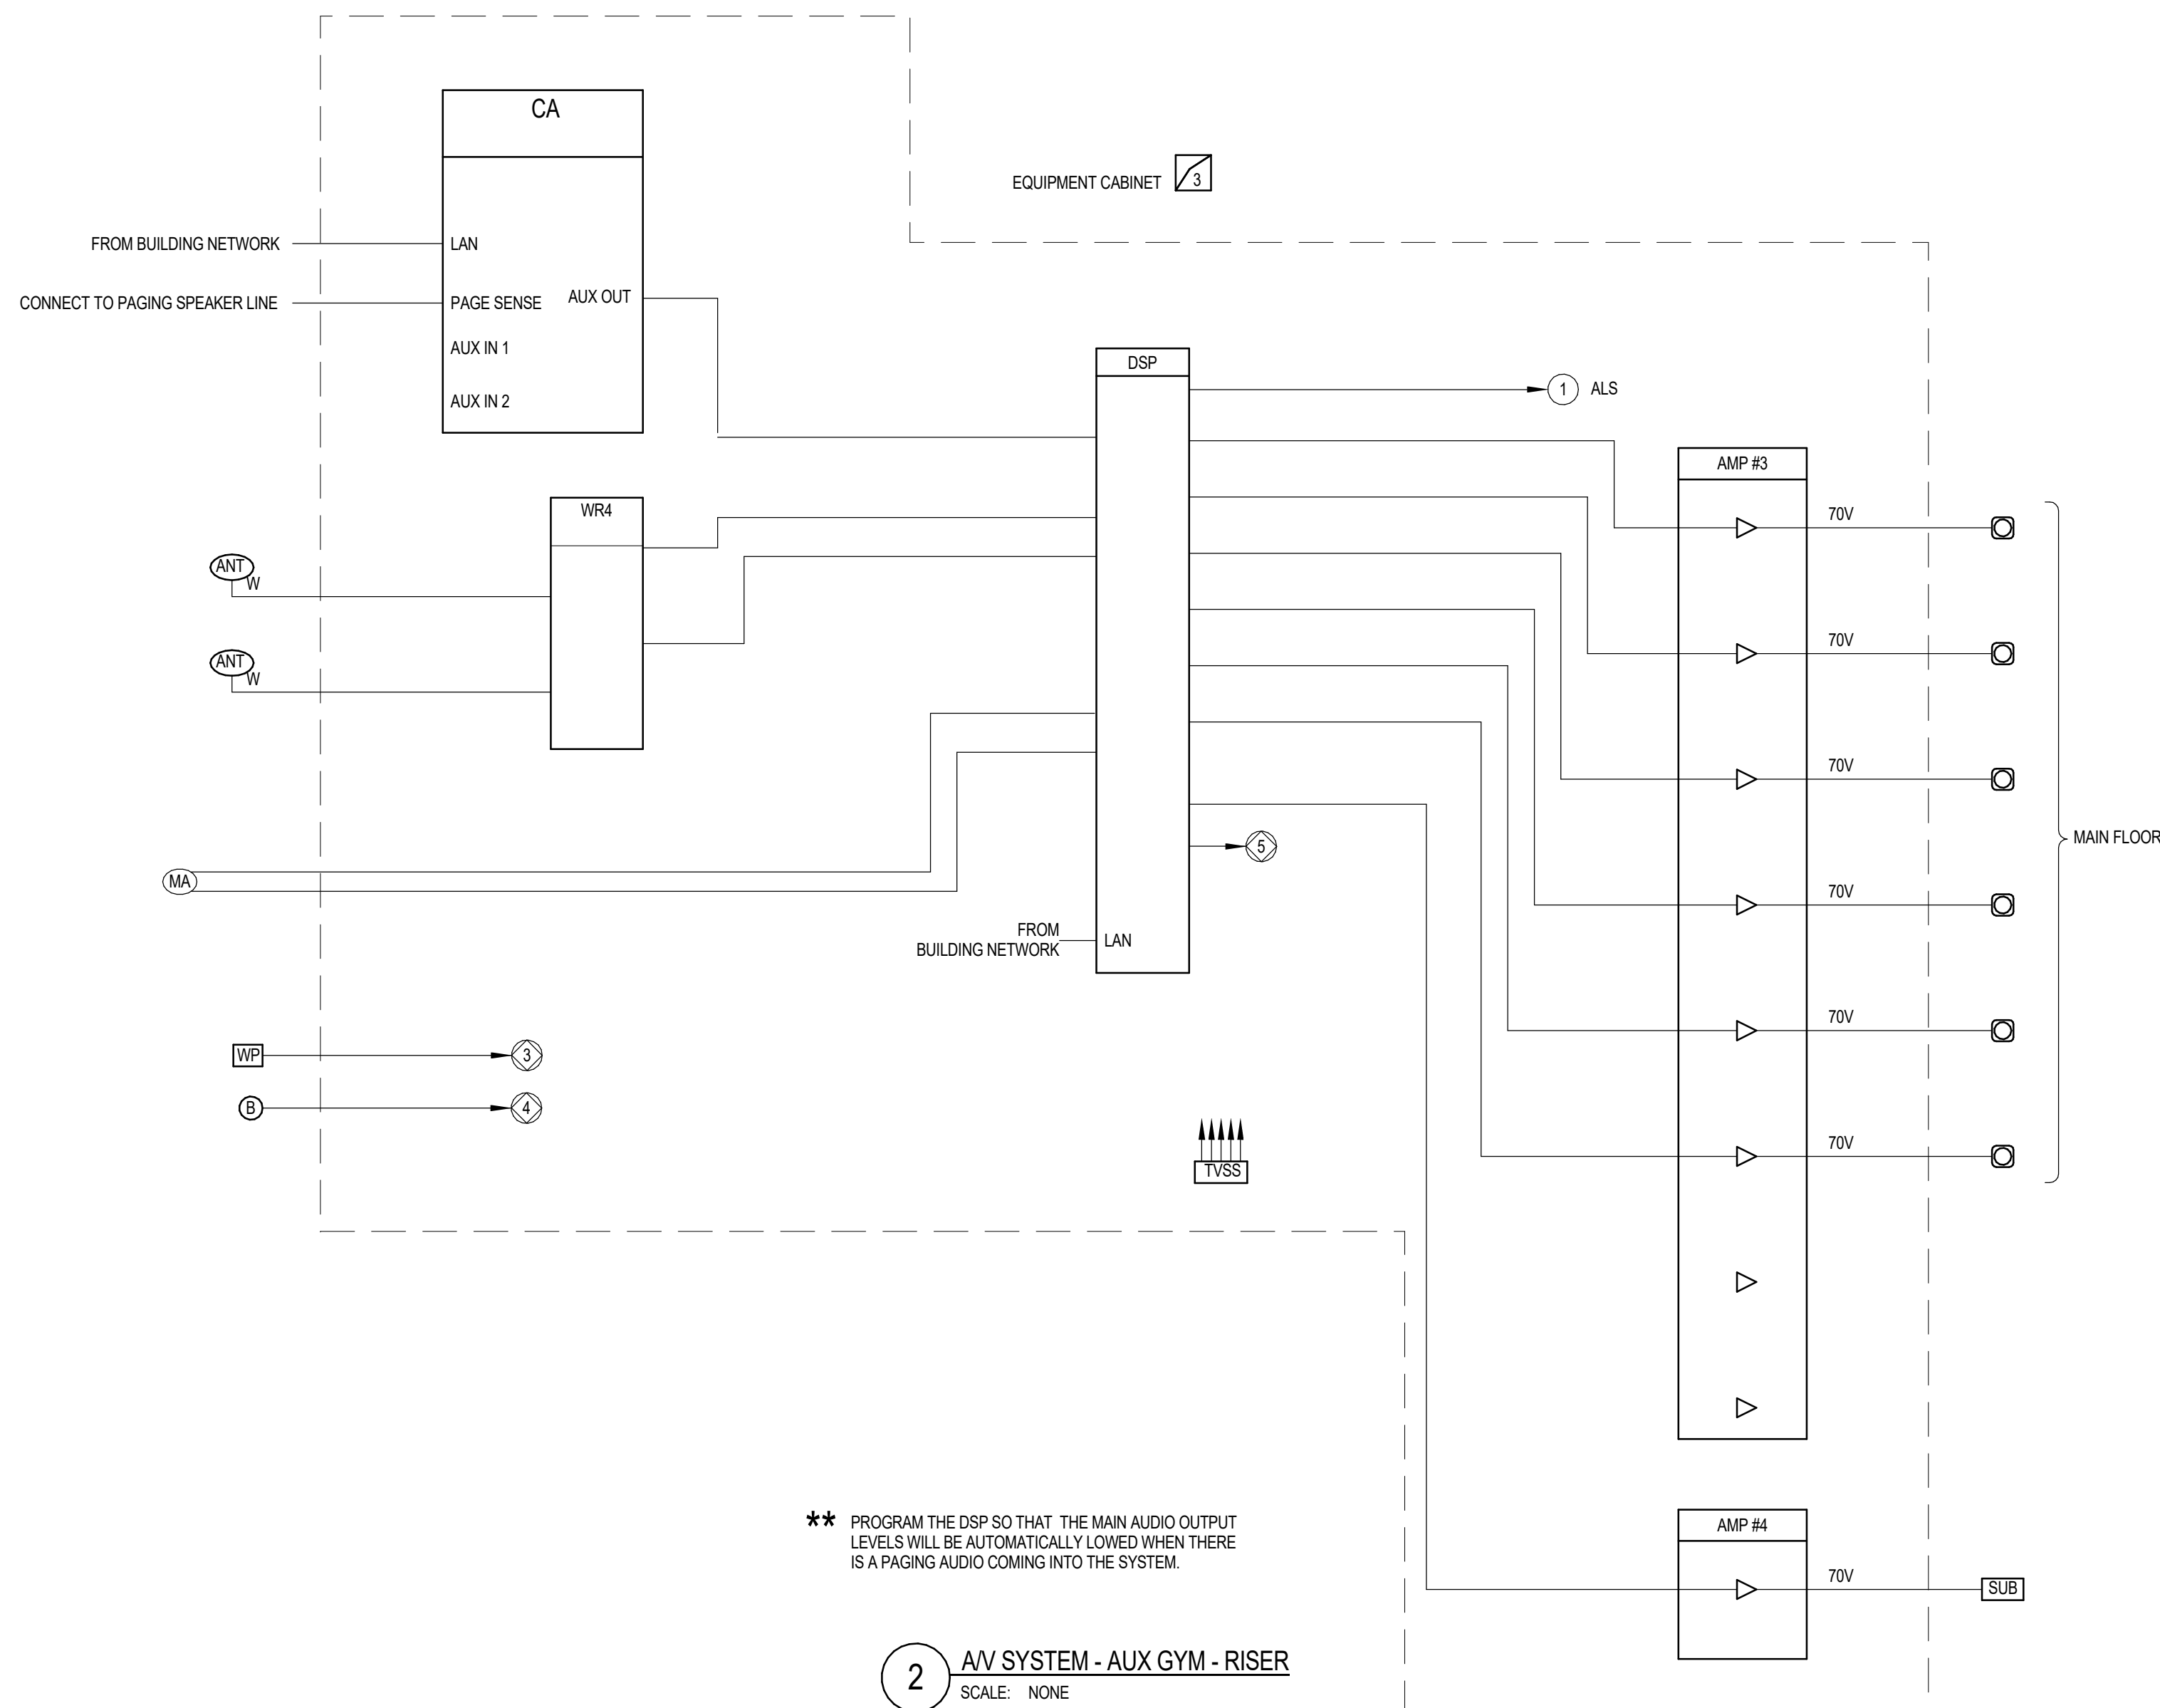 CA
EQUIPMENT CABINET 3
FROM BUILDING NETWORK
LAN
CONNECT TO PAGING SPEAKER LINE
PAGE SENSE
AUX OUT
AUX IN 1
AUX IN 2
DSP
1 ALS
AMP #3
WR4
70V
ANT
W
70V
ANT
W
70V
MAIN FLOOR
5
MA
70V
FROM
BUILDING NETWORK
LAN
70V
WP
3
B
4
70V
TVSS
** PROGRAM THE DSP SO THAT THE MAIN AUDIO OUTPUT
LEVELS WILL BE AUTOMATICALLY LOWED WHEN THERE
IS A PAGING AUDIO COMING INTO THE SYSTEM.
AMP #4
70V
SUB
2
A/V SYSTEM - AUX GYM - RISER
SCALE: NONE